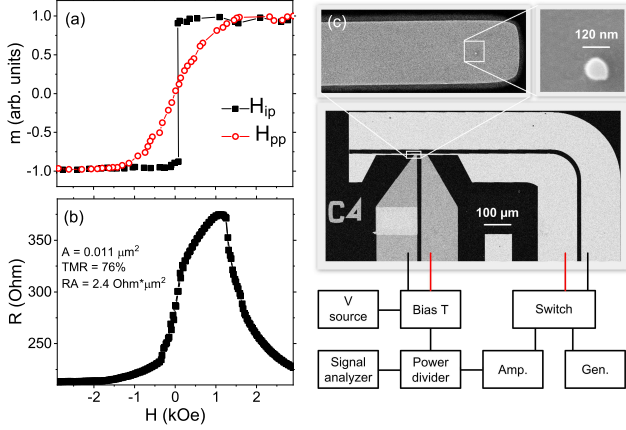 (a)
m (arb. units)
1.0
0.5
0.0
-0.5
-1.0
H_ip
H_pp
(b)
R (Ohm)
350
300
250
A = 0.011 μm²
TMR = 76%
RA = 2.4 Ohm*μm²
-2
-1
0
1
2
H (kOe)
(c)
120 nm
C4
100 μm
V
source
Bias T
Switch
Signal
analyzer
Power
divider
Amp.
Gen.